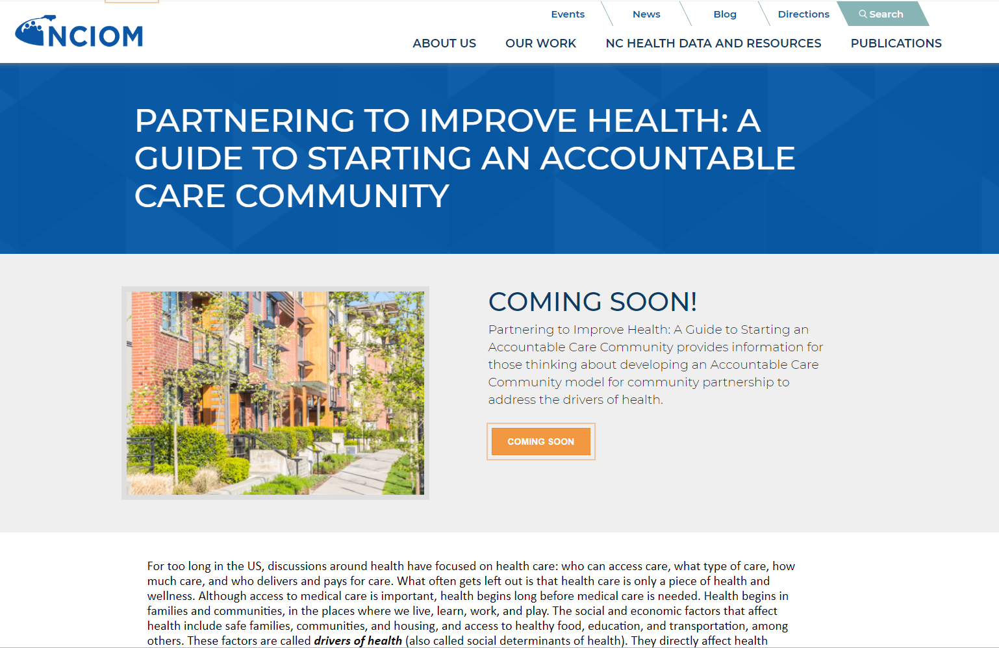 NCIOM
Events
News
Blog
Directions
Search
ABOUT US
OUR WORK
NC HEALTH DATA AND RESOURCES
PUBLICATIONS
PARTNERING TO IMPROVE HEALTH: A
GUIDE TO STARTING AN ACCOUNTABLE
CARE COMMUNITY
COMING SOON!
Partnering to Improve Health: A Guide to Starting an
Accountable Care Community provides information for
those thinking about developing an Accountable Care
Community model for community partnership to
address the drivers of health.
COMING SOON
For too long in the US, discussions around health have focused on health care: who can access care, what type of care, how
much care, and who delivers and pays for care. What often gets left out is that health care is only a piece of health and
wellness. Although access to medical care is important, health begins long before medical care is needed. Health begins in
families and communities, in the places where we live, learn, work, and play. The social and economic factors that affect
health include safe families, communities, and housing, and access to healthy food, education, and transportation, among
others. These factors are called drivers of health (also called social determinants of health). They directly affect health